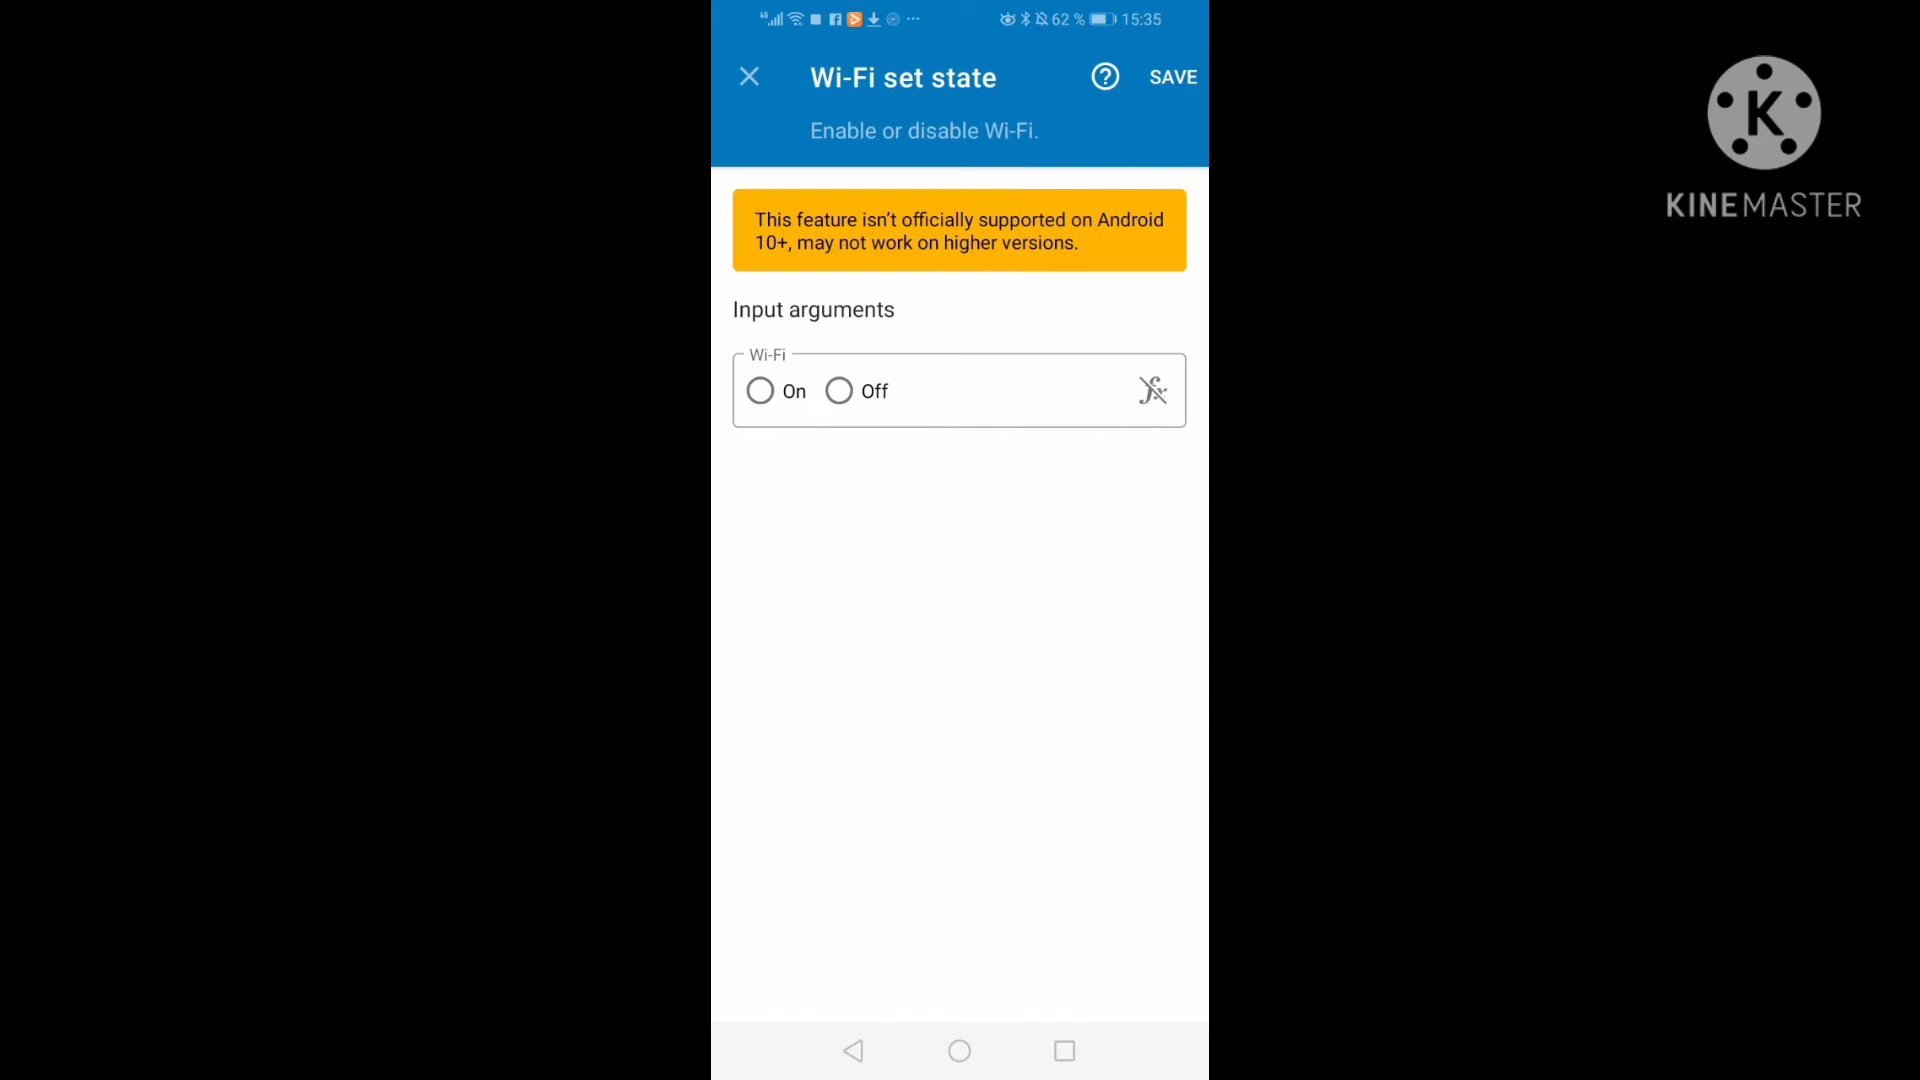 62 % 15:35
Wi-Fi set state
SAVE
Enable or disable Wi-Fi.
This feature isn't officially supported on Android
10+, may not work on higher versions.
Input arguments
Wi-Fi
On Off
K
KINEMASTER